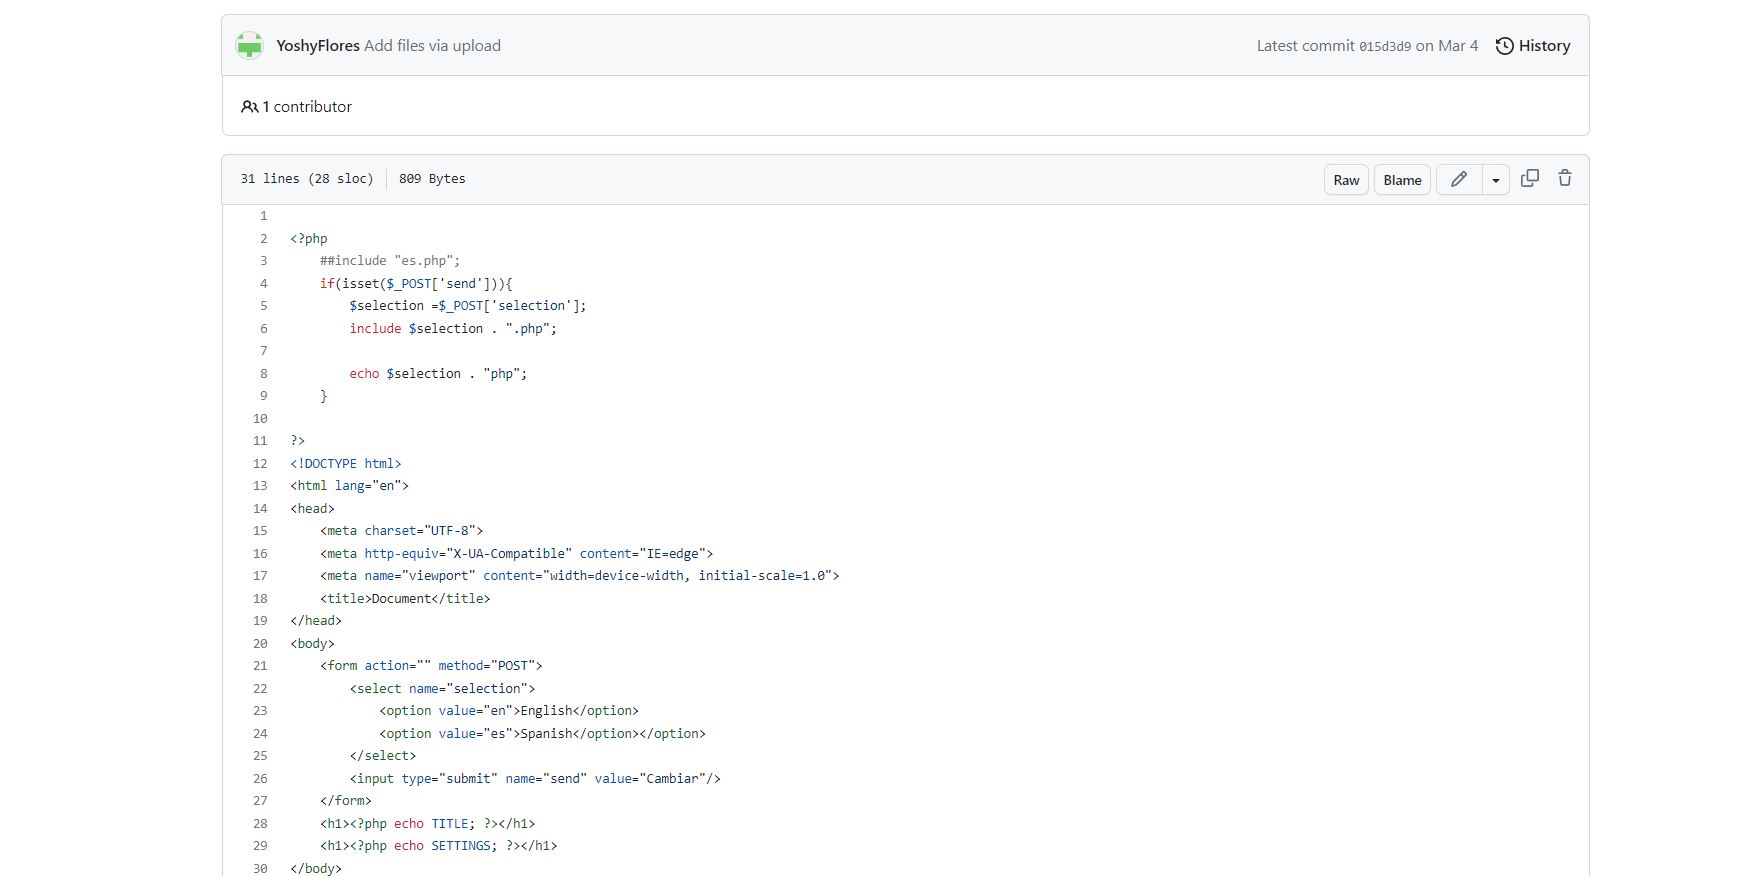 YoshyFlores Add files via upload
Latest commit 015d3d9 on Mar 4 History
1 contributor
31 lines (28 sloc) 809 Bytes
Raw Blame
1
2 <?php
3     ##include "es.php";
4     if(isset($_POST['send'])){
5         $selection =$_POST['selection'];
6         include $selection . ".php";
7
8         echo $selection . "php";
9     }
10
11 ?>
12 <!DOCTYPE html>
13 <html lang="en">
14 <head>
15     <meta charset="UTF-8">
16     <meta http-equiv="X-UA-Compatible" content="IE=edge">
17     <meta name="viewport" content="width=device-width, initial-scale=1.0">
18     <title>Document</title>
19 </head>
20 <body>
21     <form action="" method="POST">
22         <select name="selection">
23             <option value="en">English</option>
24             <option value="es">Spanish</option></option>
25         </select>
26         <input type="submit" name="send" value="Cambiar"/>
27     </form>
28     <h1><?php echo TITLE; ?></h1>
29     <h1><?php echo SETTINGS; ?></h1>
30 </body>